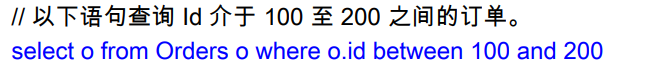 // 以下语句查询 Id 介于 100 至 200 之间的订单。
select o from Orders o where o.id between 100 and 200